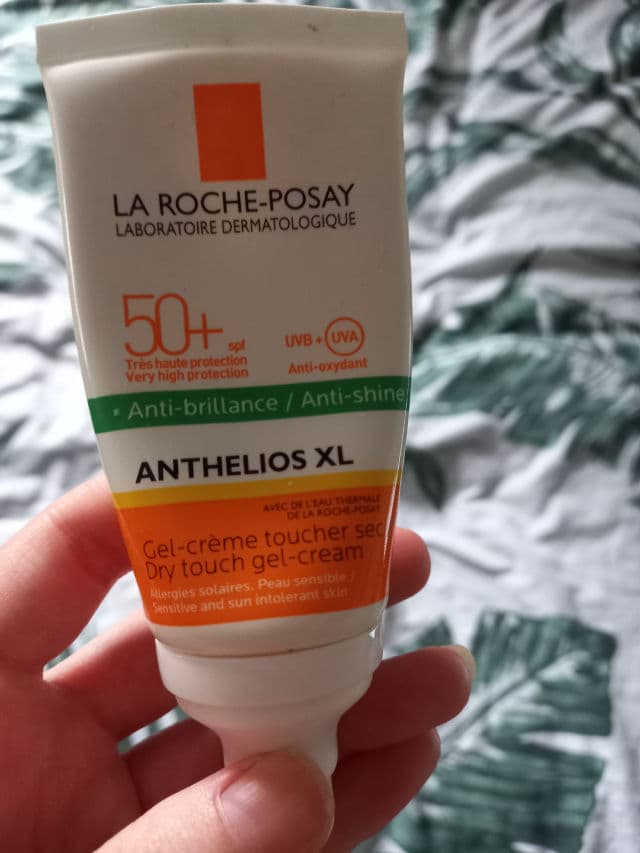 LA ROCHE-POSAY
LABORATOIRE DERMATOLOGIQUE
50+ spf
Très haute protection
Very high protection
UVB + UVA
Anti-oxydant
Anti-brillance / Anti-shine
ANTHELIOS XL
AVEC DE L'EAU THERMALE
DE LA ROCHE-POSAY
Gel-crème toucher sec
Dry touch gel-cream
Allergies solaires. Peau sensible /
Sensitive and sun intolerant skin